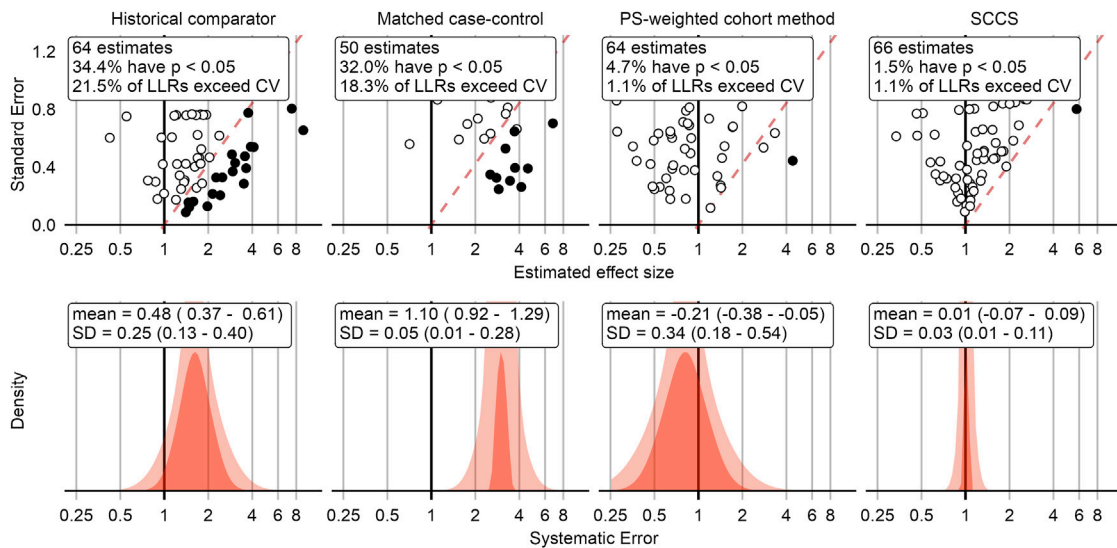 Historical comparator
Matched case-control
PS-weighted cohort method
SCCS
64 estimates
34.4% have p < 0.05
21.5% of LLRs exceed CV
50 estimates
32.0% have p < 0.05
18.3% of LLRs exceed CV
64 estimates
4.7% have p < 0.05
1.1% of LLRs exceed CV
66 estimates
1.5% have p < 0.05
1.1% of LLRs exceed CV
Standard Error
1.2
0.8
0.4
0.0
0.25 0.5 1 2 4 6 8
0.25 0.5 1 2 4 6 8
0.25 0.5 1 2 4 6 8
0.25 0.5 1 2 4 6 8
Estimated effect size
mean = 0.48 ( 0.37 - 0.61)
SD = 0.25 (0.13 - 0.40)
mean = 1.10 ( 0.92 - 1.29)
SD = 0.05 (0.01 - 0.28)
mean = -0.21 (-0.38 - -0.05)
SD = 0.34 (0.18 - 0.54)
mean = 0.01 (-0.07 - 0.09)
SD = 0.03 (0.01 - 0.11)
Density
0.25 0.5 1 2 4 6 8
0.25 0.5 1 2 4 6 8
0.25 0.5 1 2 4 6 8
0.25 0.5 1 2 4 6 8
Systematic Error